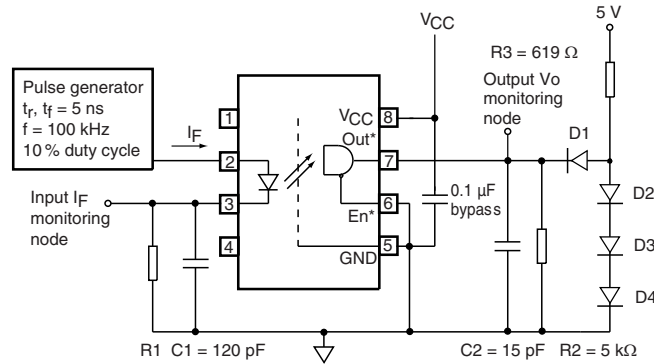 Pulse generator
tr, tf = 5 ns
f = 100 kHz
10 % duty cycle
IF
Input IF
monitoring
node
R1
C1 = 120 pF
1
2
3
4
VCC
8
Out*
7
6
En*
5
GND
VCC
0.1 µF
bypass
5 V
R3 = 619 Ω
Output Vo
monitoring
node
D1
D2
D3
D4
C2 = 15 pF
R2 = 5 kΩ